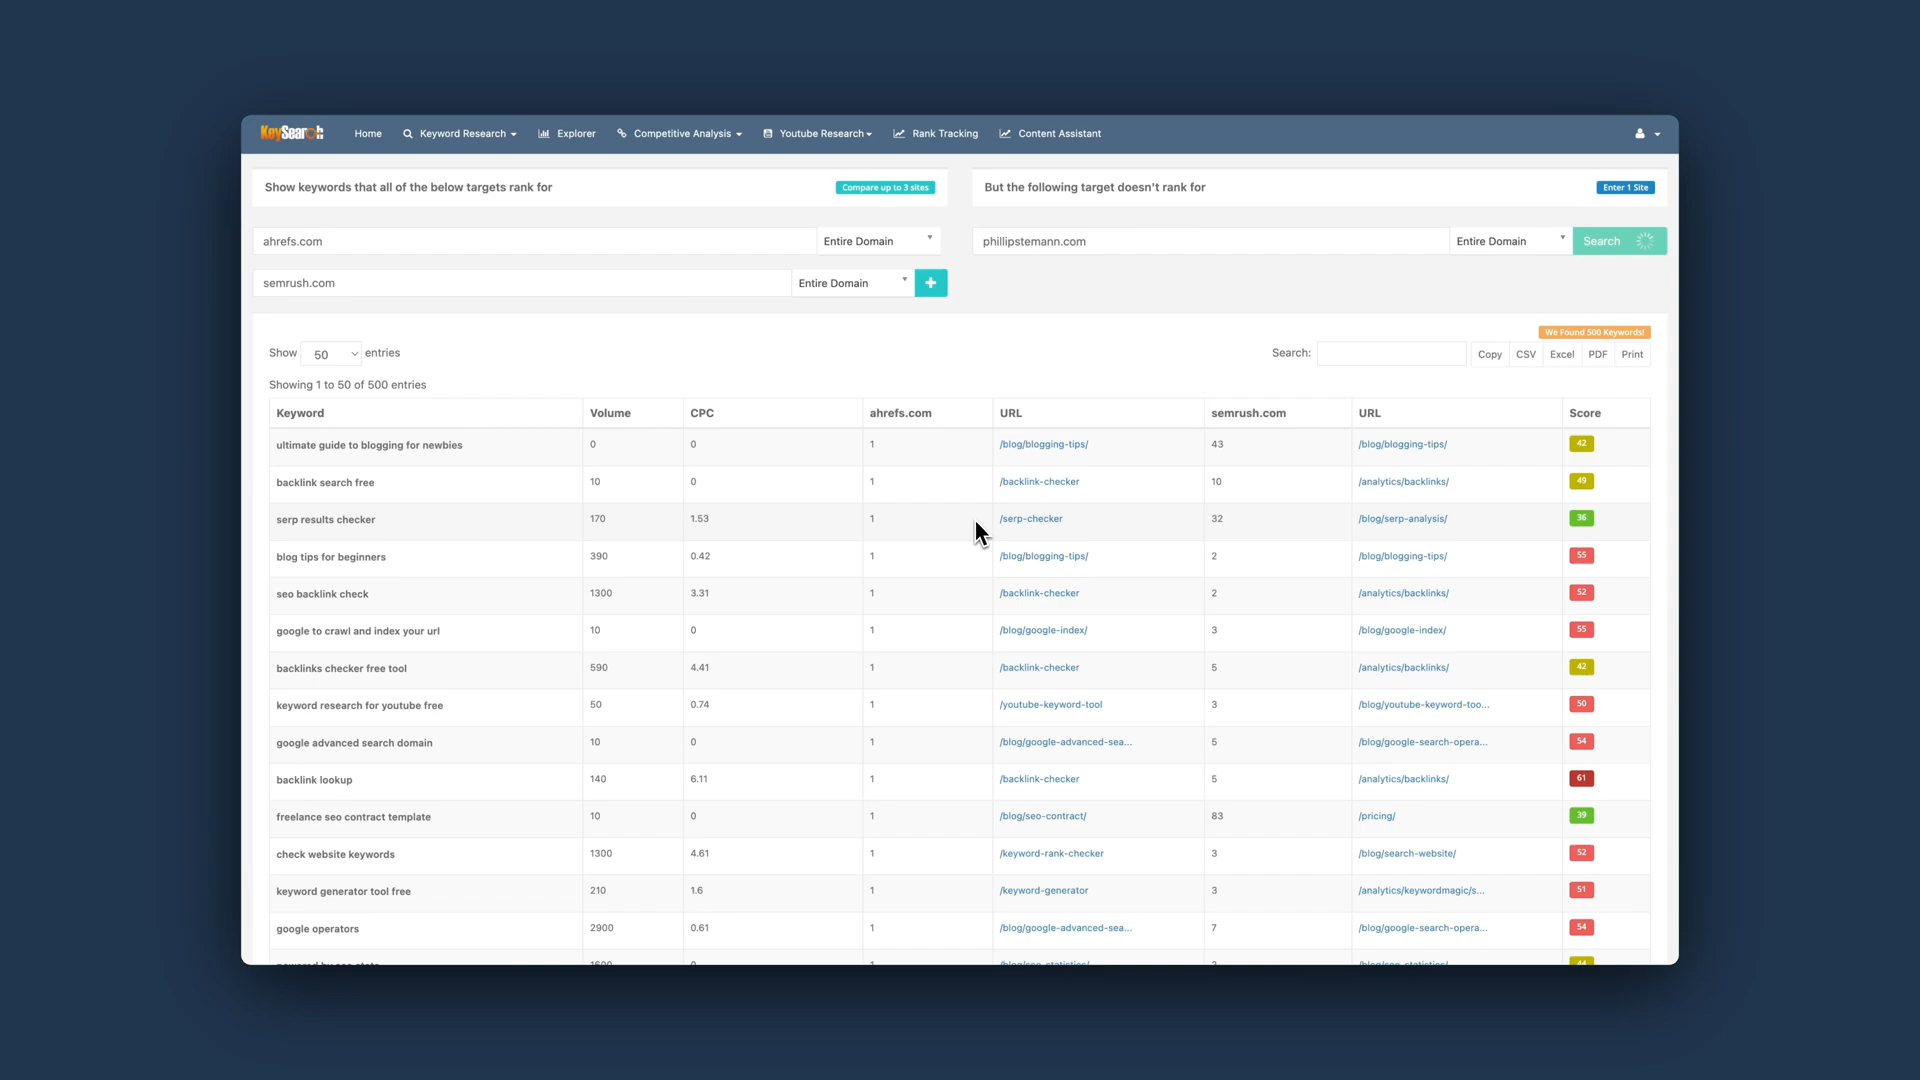 KeySearch Home Keyword Research Explorer Competitive Analysis Youtube Research Rank Tracking Content Assistant
Show keywords that all of the below targets rank for Compare up to 3 sites But the following target doesn't rank for Enter 1 Site
ahrefs.com Entire Domain phillipstemann.com Entire Domain Search
semrush.com Entire Domain +
We Found 500 Keywords!
Show 50 entries Search: Copy CSV Excel PDF Print
Showing 1 to 50 of 500 entries
Keyword Volume CPC ahrefs.com URL semrush.com URL Score
ultimate guide to blogging for newbies 0 0 1 /blog/blogging-tips/ 43 /blog/blogging-tips/ 42
backlink search free 10 0 1 /backlink-checker 10 /analytics/backlinks/ 49
serp results checker 170 1.53 1 /serp-checker 32 /blog/serp-analysis/ 36
blog tips for beginners 390 0.42 1 /blog/blogging-tips/ 2 /blog/blogging-tips/ 55
seo backlink check 1300 3.31 1 /backlink-checker 2 /analytics/backlinks/ 52
google to crawl and index your url 10 0 1 /blog/google-index/ 3 /blog/google-index/ 55
backlinks checker free tool 590 4.41 1 /backlink-checker 5 /analytics/backlinks/ 42
keyword research for youtube free 50 0.74 1 /youtube-keyword-tool 3 /blog/youtube-keyword-too... 50
google advanced search domain 10 0 1 /blog/google-advanced-sea... 5 /blog/google-search-opera... 54
backlink lookup 140 6.11 1 /backlink-checker 5 /analytics/backlinks/ 61
freelance seo contract template 10 0 1 /blog/seo-contract/ 83 /pricing/ 39
check website keywords 1300 4.61 1 /keyword-rank-checker 3 /blog/search-website/ 52
keyword generator tool free 210 1.6 1 /keyword-generator 3 /analytics/keywordmagic/s... 51
google operators 2900 0.61 1 /blog/google-advanced-sea... 7 /blog/google-search-opera... 54